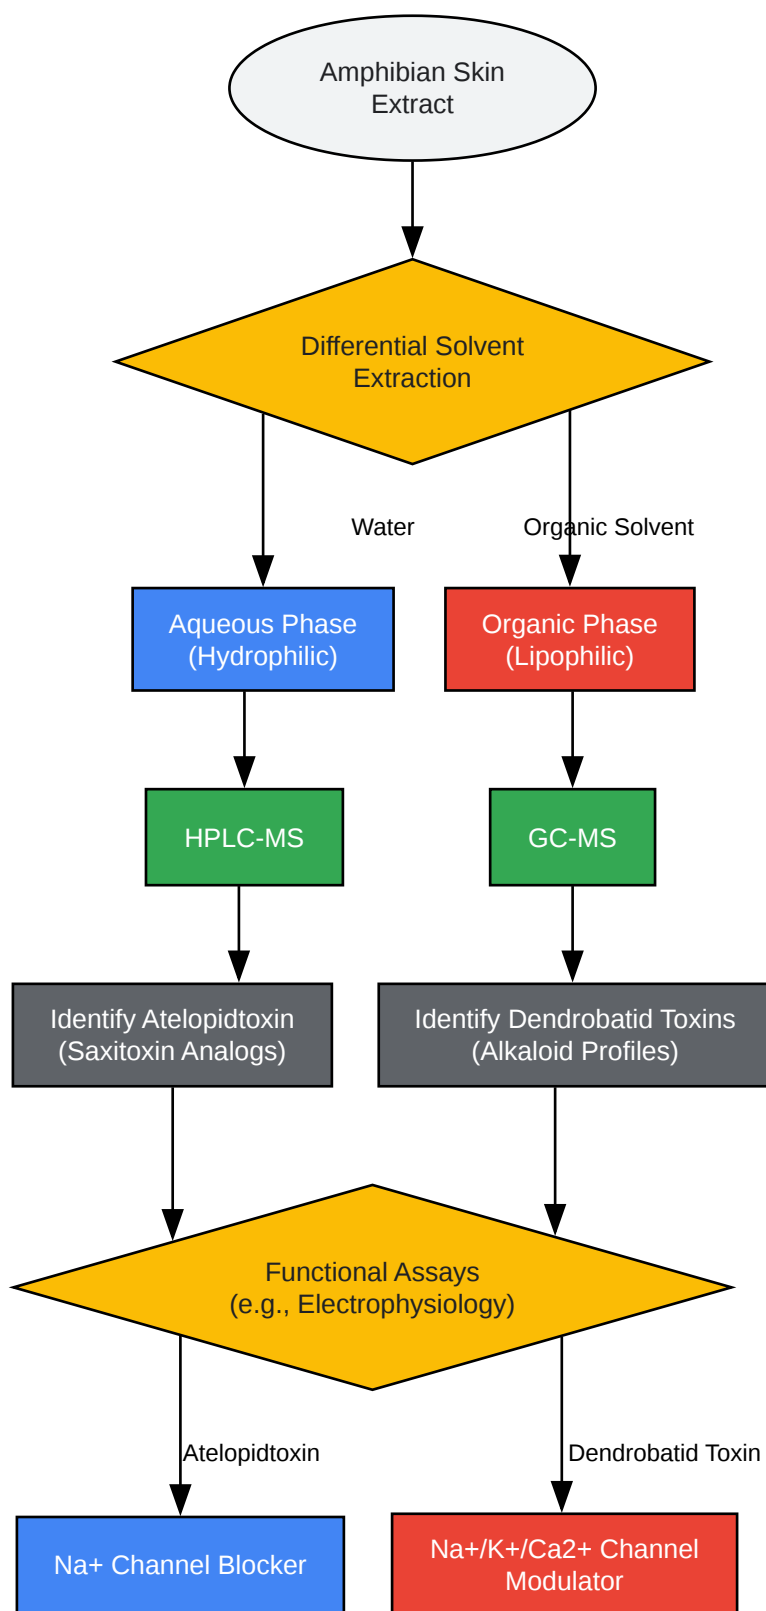 Amphibian Skin
Extract
Differential Solvent
Extraction
Water
Organic Solvent
Aqueous Phase
(Hydrophilic)
Organic Phase
(Lipophilic)
HPLC-MS
GC-MS
Identify Atelopidtoxin
(Saxitoxin Analogs)
Identify Dendrobatid Toxins
(Alkaloid Profiles)
Functional Assays
(e.g., Electrophysiology)
Atelopidtoxin
Dendrobatid Toxin
Na+ Channel Blocker
Na+/K+/Ca2+ Channel
Modulator